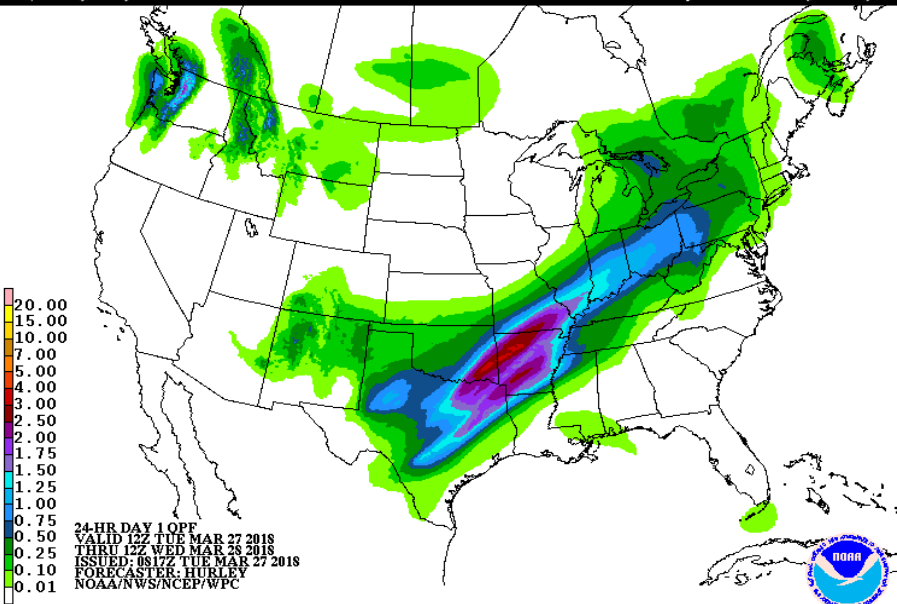 20.00
15.00
10.00
7.00
5.00
4.00
3.00
2.50
2.00
1.75
1.50
1.25
1.00
0.75
0.50
0.25
0.10
0.01
24-HR DAY 1 QPF
VALID 12Z TUE MAR 27 2018
THRU 12Z WED MAR 28 2018
ISSUED: 0817Z TUE MAR 27 2018
FORECASTER: HURLEY
NOAA/NWS/NCEP/WPC
NOAA